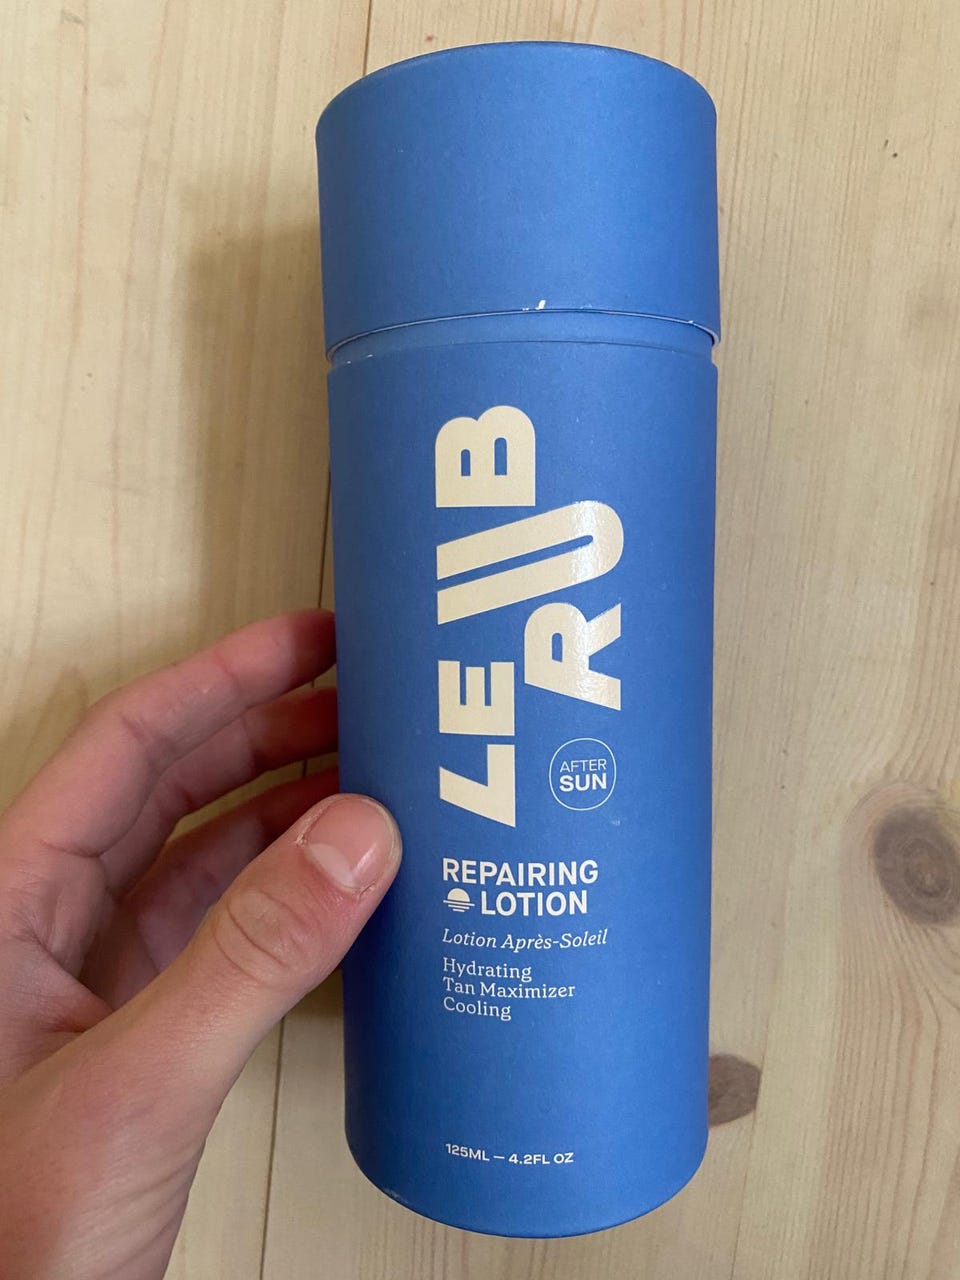 LE
RUB
AFTER
SUN
REPAIRING
LOTION
Lotion Après-Soleil
Hydrating
Tan Maximizer
Cooling
125ML — 4.2FL OZ